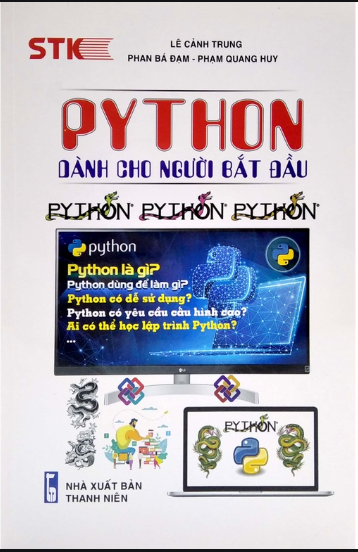 STK
LÊ CẢNH TRUNG
PHAN BÁ ĐẠM - PHẠM QUANG HUY
PYTHON
DÀNH CHO NGƯỜI BẮT ĐẦU
PYTHON PYTHON PYTHON
python
Python là gì?
Python dùng để làm gì?
Python có dễ sử dụng?
Python có yêu cầu cấu hình cao?
Ai có thể học lập trình Python?
...
LG
PYTHON
NHÀ XUẤT BẢN
THANH NIÊN